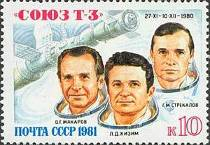 "СОЮЗ Т-3"
27-XI-10-XII-1980
Г.М.СТРЕКАЛОВ
О.Г.МАКАРОВ
Л.Д.КИЗИМ
ПОЧТА СССР 1981
К 10